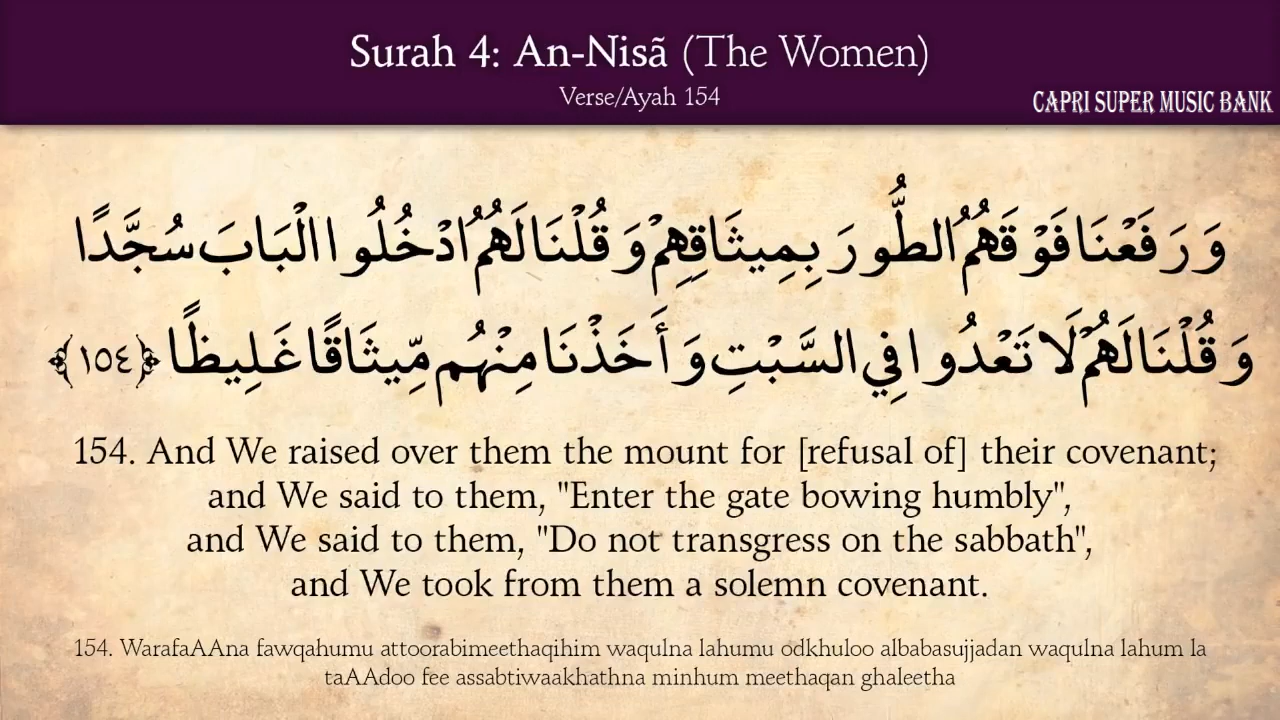 Surah 4: An-Nisã (The Women)
Verse/Ayah 154
CAPRI SUPER MUSIC BANK
وَرَفَعْنَا فَوْقَهُمُ الطُّورَ بِمِيثَاقِهِمْ وَقُلْنَا لَهُمُ ادْخُلُوا الْبَابَ سُجَّدًا
وَقُلْنَا لَهُمْ لَا تَعْدُوا فِي السَّبْتِ وَأَخَذْنَا مِنْهُم مِّيثَاقًا غَلِيظًا ﴿١٥٤﴾
154. And We raised over them the mount for [refusal of] their covenant;
and We said to them, "Enter the gate bowing humbly",
and We said to them, "Do not transgress on the sabbath",
and We took from them a solemn covenant.
154. WarafaAAna fawqahumu attoorabimeethaqihim waqulna lahumu odkhuloo albabasujjadan waqulna lahum la
taAAdoo fee assabtiwaakhathna minhum meethaqan ghaleetha